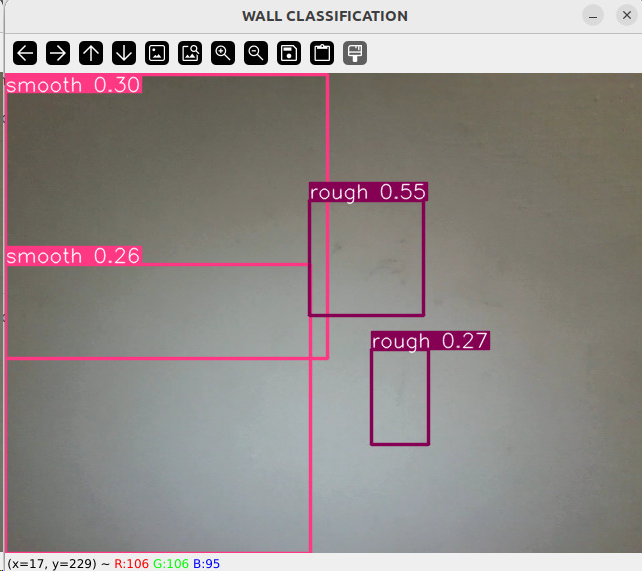 WALL CLASSIFICATION
smooth 0.30
rough 0.55
smooth 0.26
rough 0.27
(x=17, y=229) ~ R:106 G:106 B:95